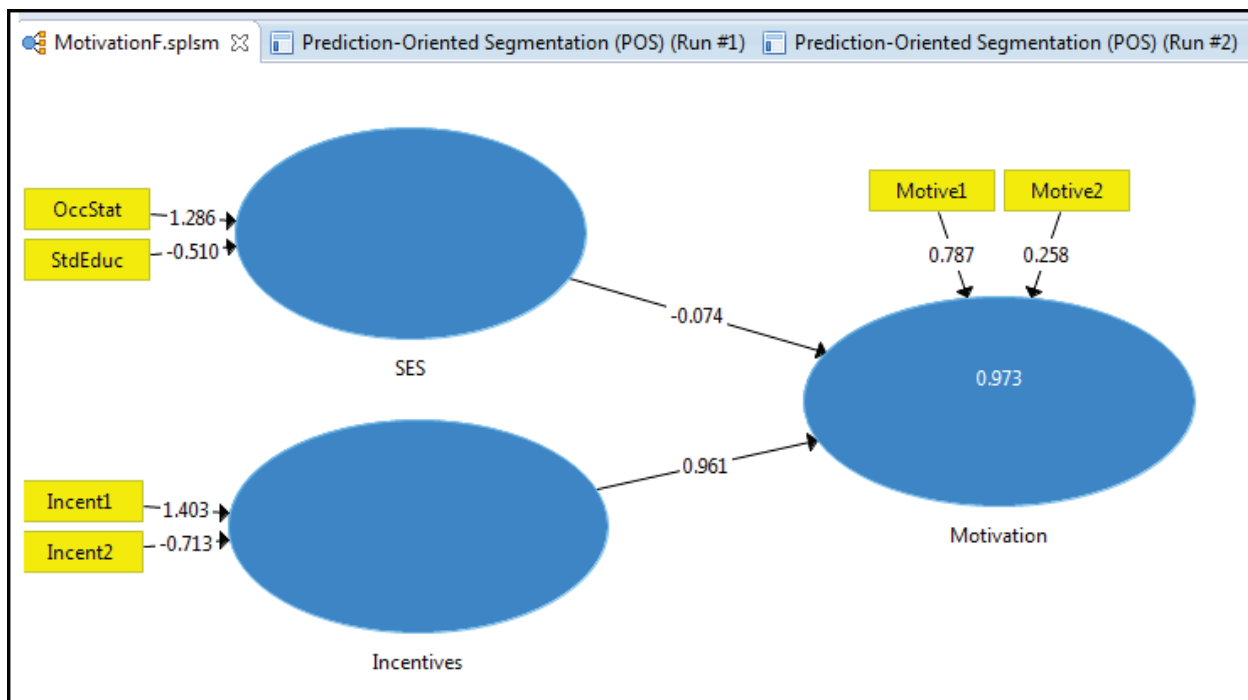 MotivationF.splsm
Prediction-Oriented Segmentation (POS) (Run #1)
Prediction-Oriented Segmentation (POS) (Run #2)
OccStat
1.286
StdEduc
-0.510
SES
-0.074
Motive1
Motive2
0.787
0.258
0.973
Motivation
0.961
Incent1
1.403
Incent2
-0.713
Incentives